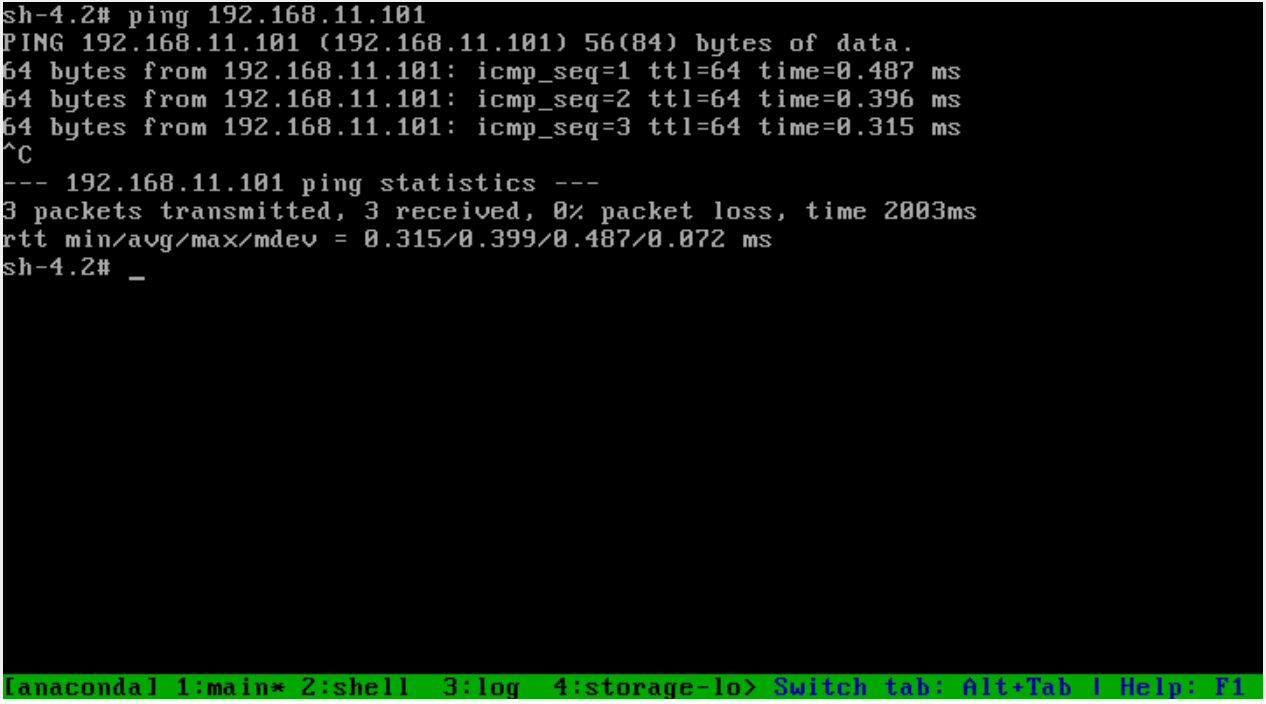 sh-4.2# ping 192.168.11.101
PING 192.168.11.101 (192.168.11.101) 56(84) bytes of data.
64 bytes from 192.168.11.101: icmp_seq=1 ttl=64 time=0.487 ms
64 bytes from 192.168.11.101: icmp_seq=2 ttl=64 time=0.396 ms
64 bytes from 192.168.11.101: icmp_seq=3 ttl=64 time=0.315 ms
^C
--- 192.168.11.101 ping statistics ---
3 packets transmitted, 3 received, 0% packet loss, time 2003ms
rtt min/avg/max/mdev = 0.315/0.399/0.487/0.072 ms
sh-4.2# _
[anaconda] 1:main* 2:shell  3:log  4:storage-lo> Switch tab: Alt+Tab | Help: F1